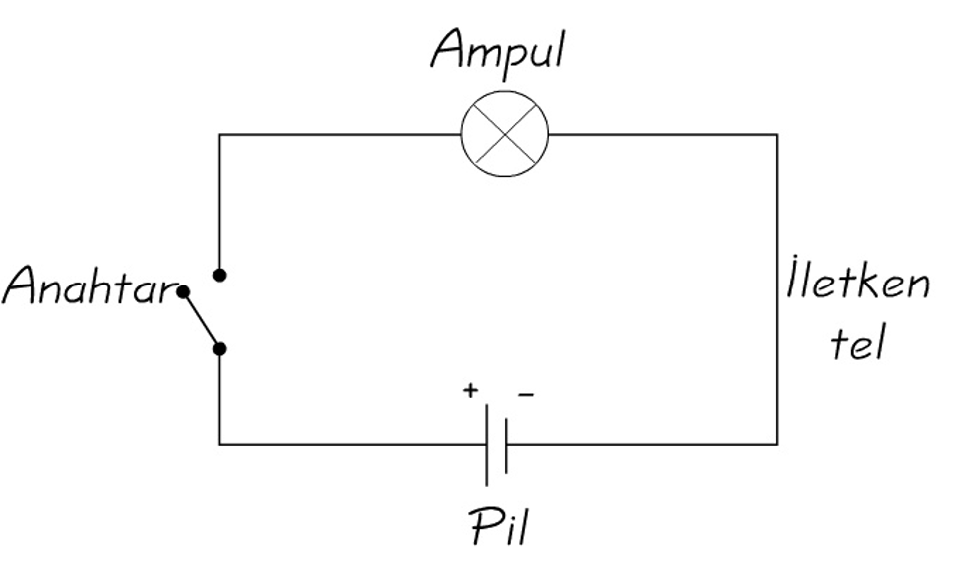 Ampul
Anahtar
İletken
tel
+ −
Pil